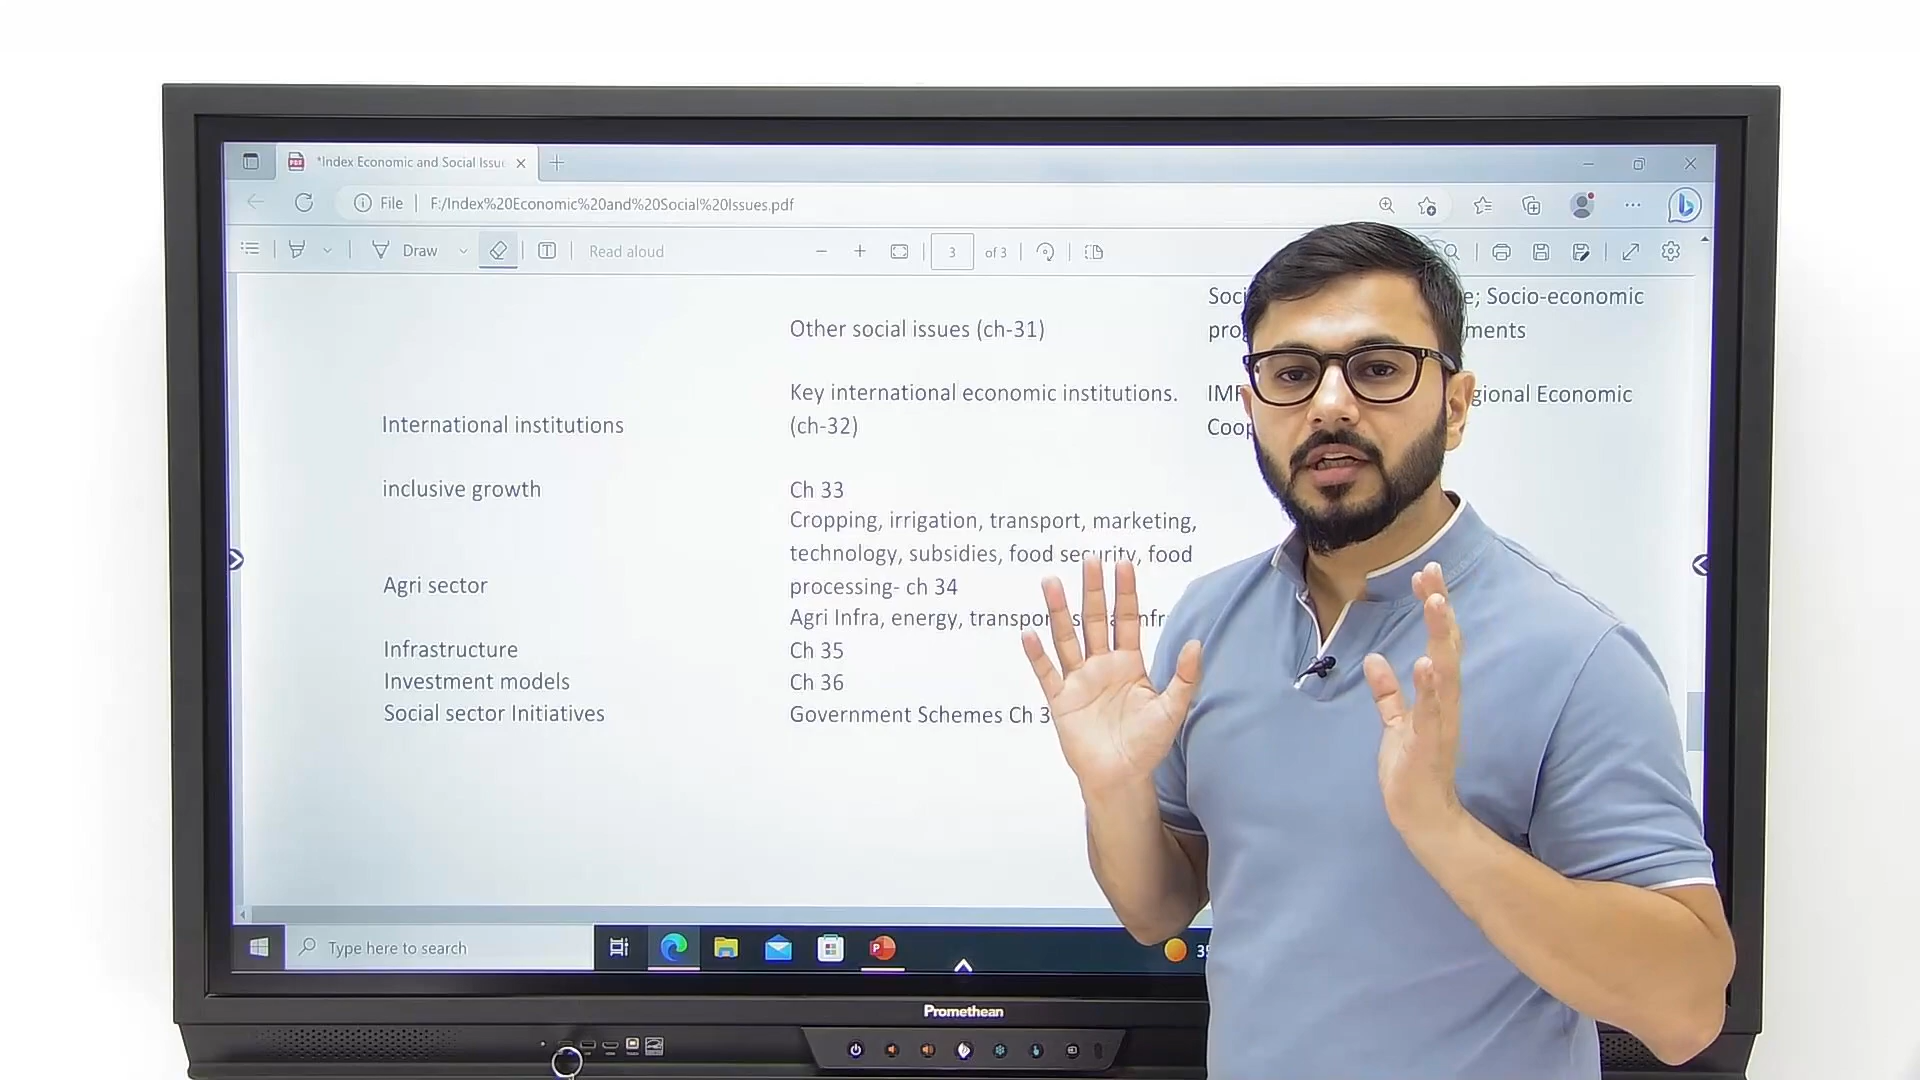 *Index Economic and Social Issue
File F:/Index%20Economic%20and%20Social%20Issues.pdf
Draw Read aloud 3 of 3
Socio-economic
Other social issues (ch-31)
Key international economic institutions.
gional Economic
International institutions
(ch-32)
inclusive growth
Ch 33
Cropping, irrigation, transport, marketing,
technology, subsidies, food security, food
Agri sector
processing- ch 34
Agri Infra, energy,
Infrastructure
Ch 35
Investment models
Ch 36
Social sector Initiatives
Government Schemes Ch 3
Type here to search
Promethean